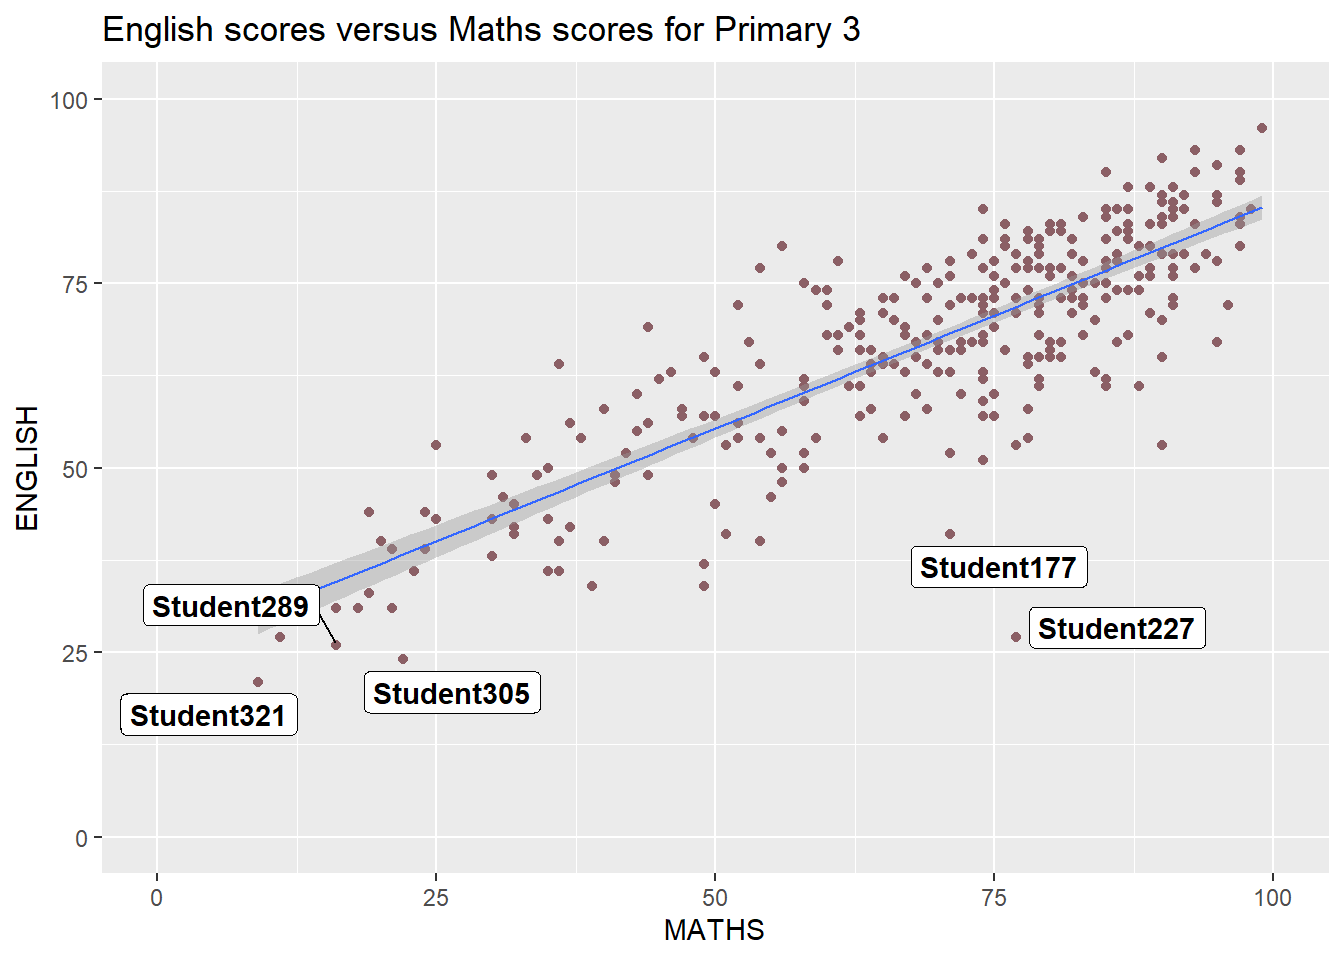 English scores versus Maths scores for Primary 3
100
75
50
25
0
ENGLISH
Student177
Student289
Student227
Student305
Student321
0 25 50 75 100
MATHS